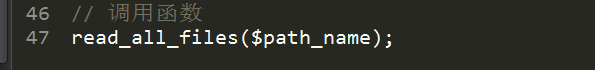 46 // 调用函数
47 read_all_files($path_name);